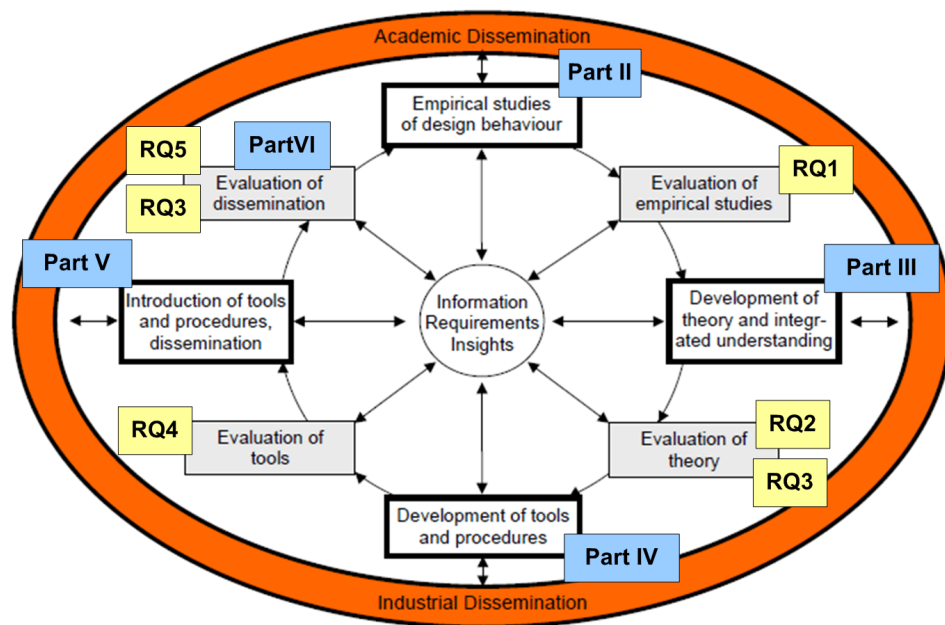 Academic Dissemination
Part II
Empirical studies
of design behaviour
RQ5
PartVI
Evaluation of
dissemination
RQ3
RQ1
Evaluation of
empirical studies
Part V
Introduction of tools
and procedures,
dissemination
Information
Requirements
Insights
Part III
Development of
theory and integr-
ated understanding
RQ4
Evaluation of
tools
RQ2
Evaluation of
theory
RQ3
Development of tools
and procedures
Part IV
Industrial Dissemination